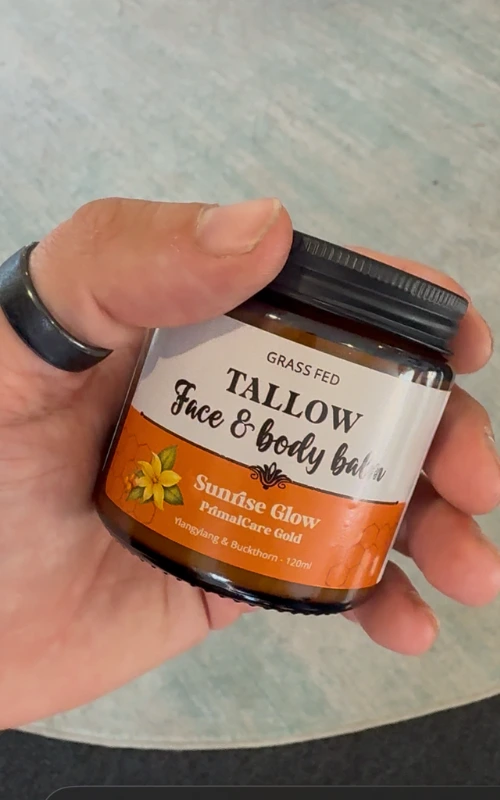 GRASS FED
TALLOW
Face & body balm
Sunrise Glow
PrimalCare Gold
Ylangylang & Buckthorn - 120ml